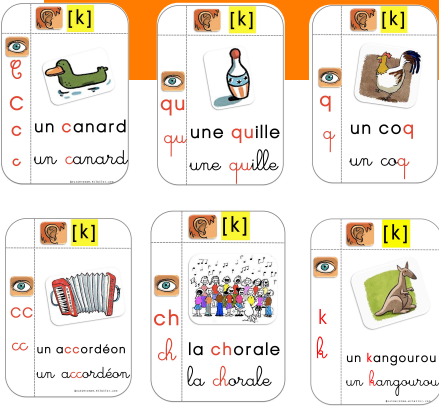 [k]
C
C
c
c
un canard
un canard
[k]
qu
qu
une quille
une quille
[k]
q
q
un coq
un coq
[k]
cc
cc
un accordéon
un accordéon
[k]
ch
ch
la chorale
la chorale
[k]
k
k
un kangourou
un kangourou